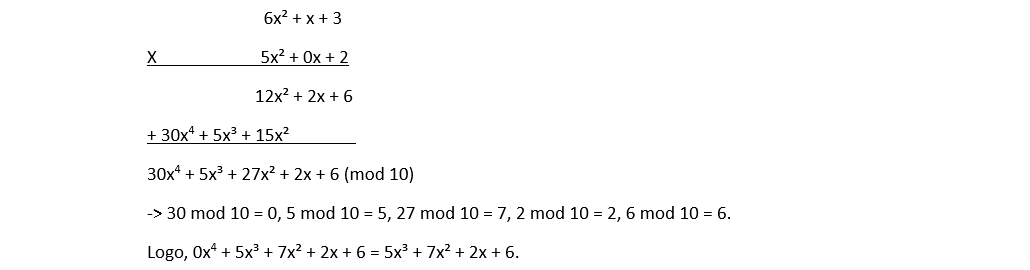 6x² + x + 3
X 5x² + 0x + 2
12x² + 2x + 6
+ 30x⁴ + 5x³ + 15x²
30x⁴ + 5x³ + 27x² + 2x + 6 (mod 10)
-> 30 mod 10 = 0, 5 mod 10 = 5, 27 mod 10 = 7, 2 mod 10 = 2, 6 mod 10 = 6.
Logo, 0x⁴ + 5x³ + 7x² + 2x + 6 = 5x³ + 7x² + 2x + 6.